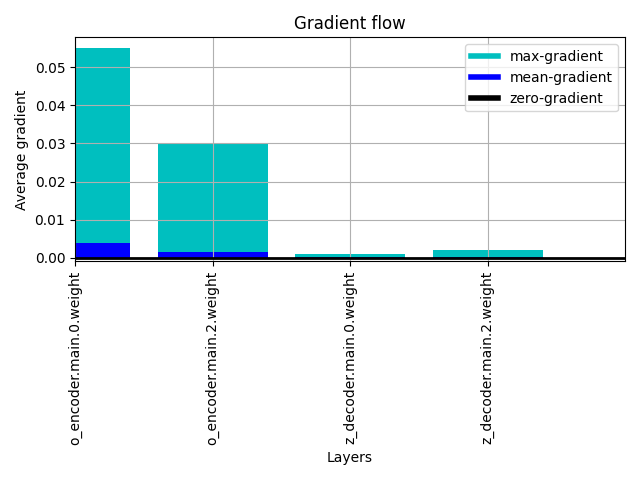 Gradient flow
max-gradient
mean-gradient
zero-gradient
Average gradient
0.05
0.04
0.03
0.02
0.01
0.00
o_encoder.main.0.weight
o_encoder.main.2.weight
z_decoder.main.0.weight
z_decoder.main.2.weight
Layers